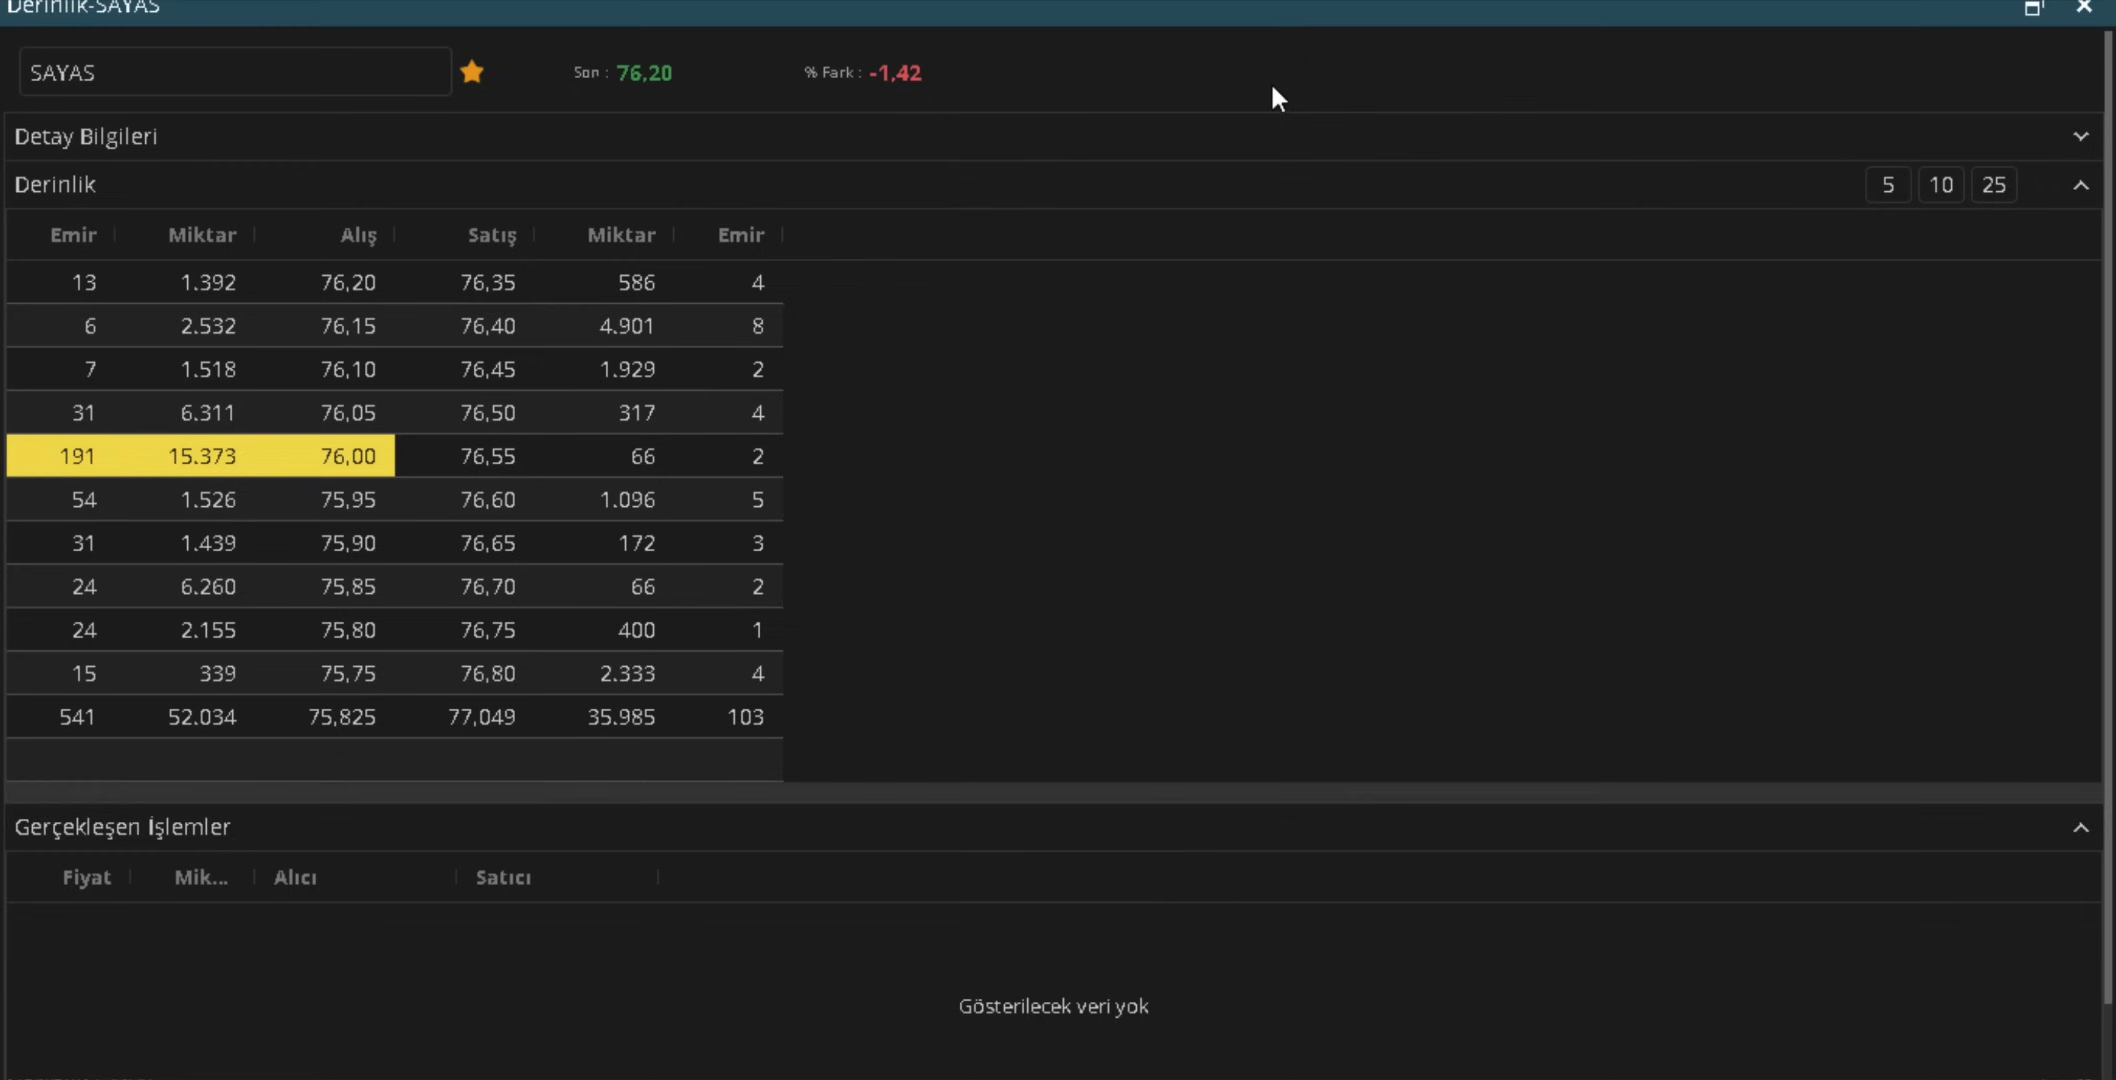 Derinlik-SAYAS
SAYAS Son : 76,20 % Fark : -1,42
Detay Bilgileri
Derinlik 5 10 25
Emir Miktar Alış Satış Miktar Emir
13 1.392 76,20 76,35 586 4
6 2.532 76,15 76,40 4.901 8
7 1.518 76,10 76,45 1.929 2
31 6.311 76,05 76,50 317 4
191 15.373 76,00 76,55 66 2
54 1.526 75,95 76,60 1.096 5
31 1.439 75,90 76,65 172 3
24 6.260 75,85 76,70 66 2
24 2.155 75,80 76,75 400 1
15 339 75,75 76,80 2.333 4
541 52.034 75,825 77,049 35.985 103
Gerçekleşen İşlemler
Fiyat Mik... Alıcı Satıcı
Gösterilecek veri yok